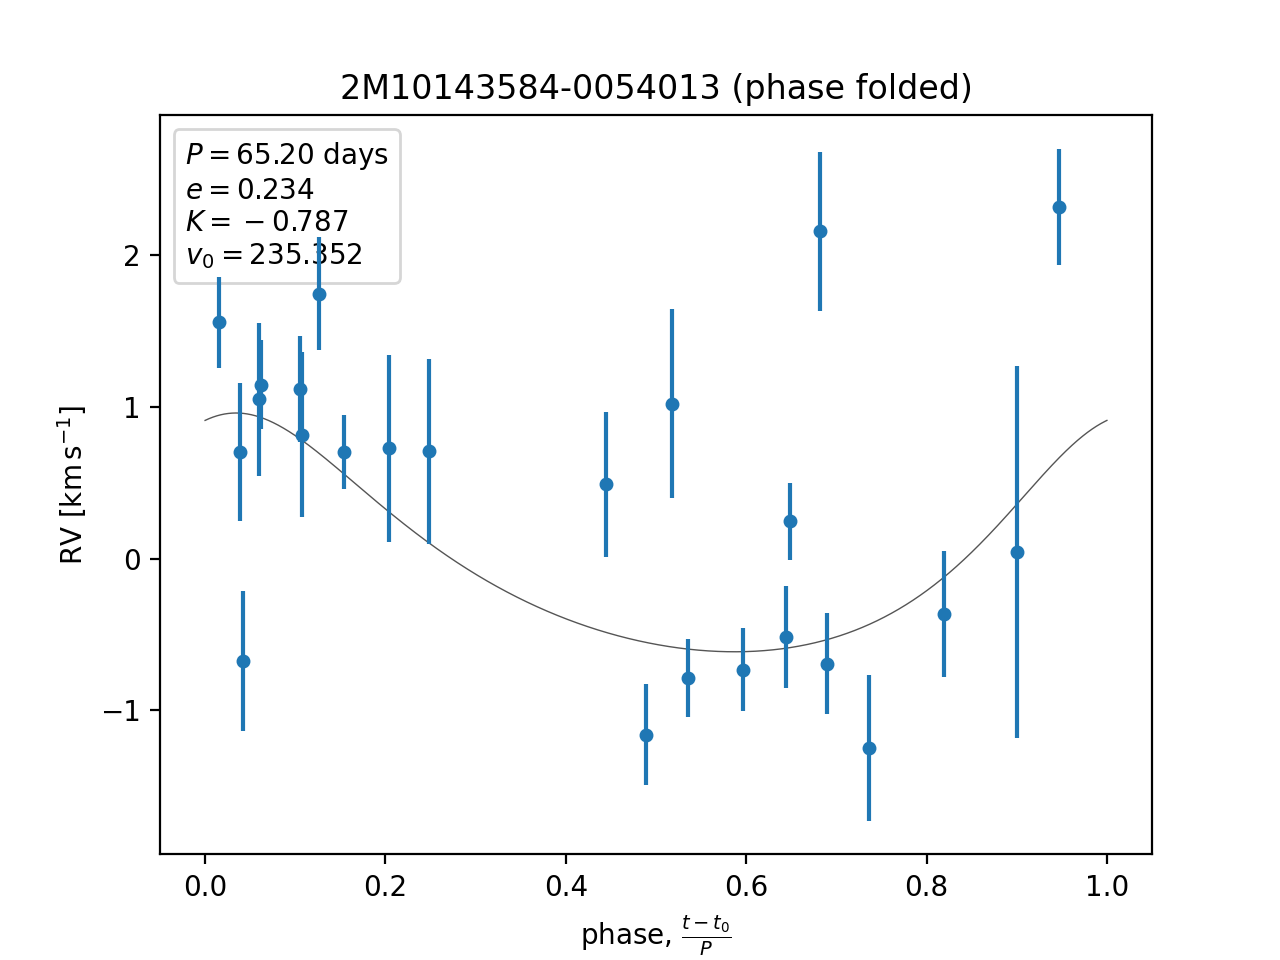 2M10143584-0054013 (phase folded)
P = 65.20 days
e = 0.234
K = −0.787
v₀ = 235.352
2
1
0
−1
RV [km s⁻¹]
0.0 0.2 0.4 0.6 0.8 1.0
phase, (t − t₀)/P